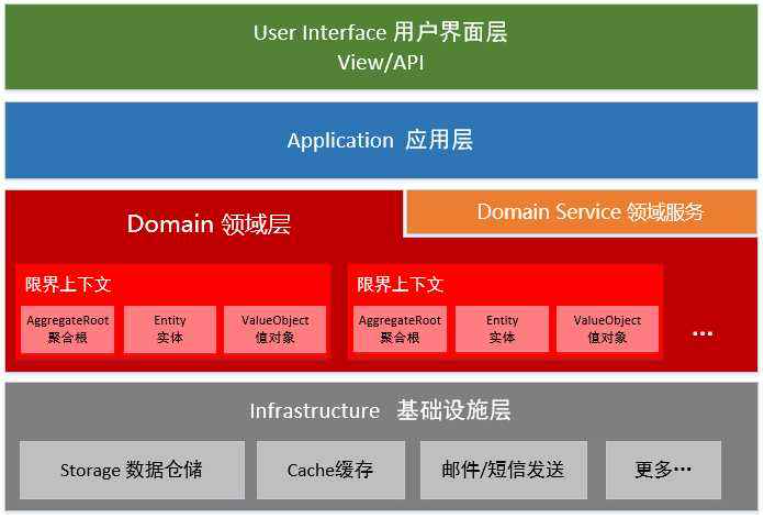 User Interface 用户界面层
View/API
Application 应用层
Domain 领域层
Domain Service 领域服务
限界上下文
AggregateRoot
聚合根
Entity
实体
ValueObject
值对象
限界上下文
AggregateRoot
聚合根
Entity
实体
ValueObject
值对象
...
Infrastructure 基础设施层
Storage 数据仓储
Cache缓存
邮件/短信发送
更多···